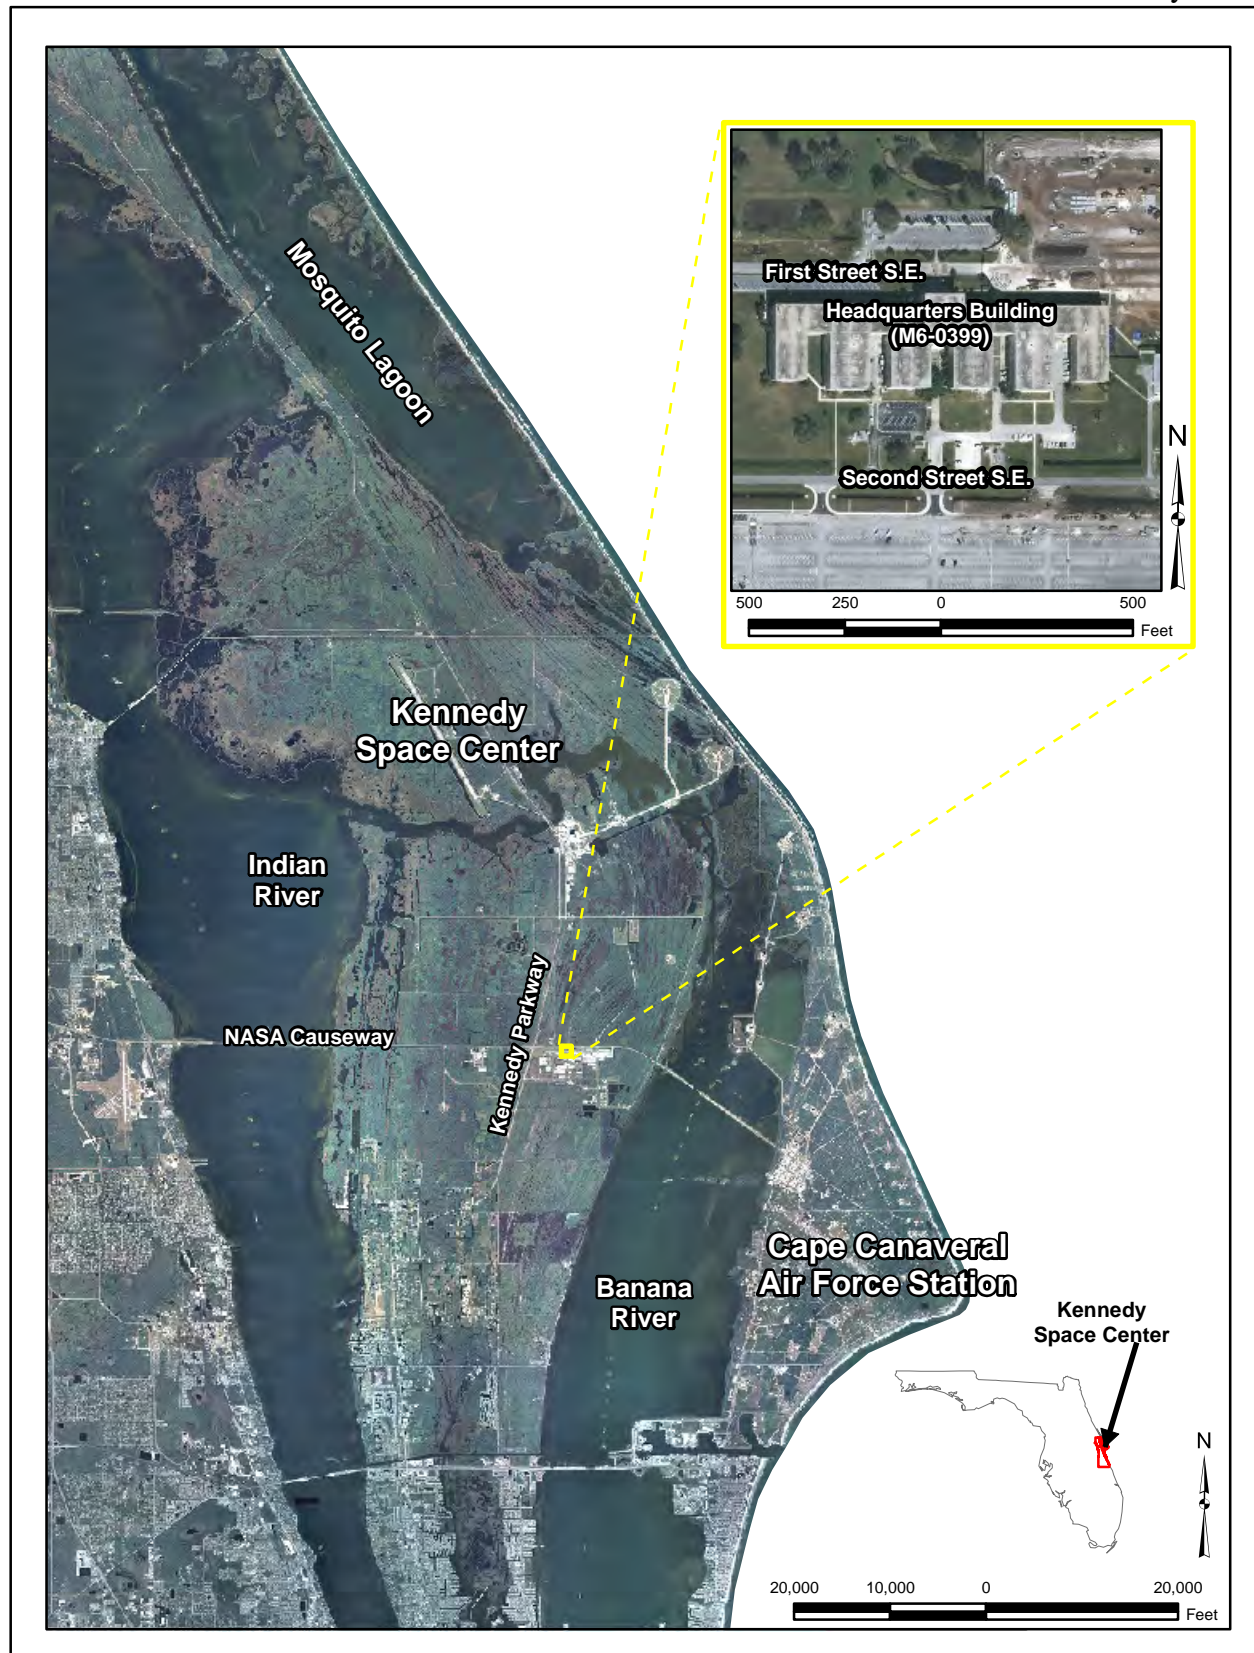 Mosquito Lagoon
First Street S.E.
Headquarters Building
(M6-0399)
Second Street S.E.
N
500 250 0 500
Feet
Kennedy
Space Center
Indian
River
Kennedy Parkway
NASA Causeway
Cape Canaveral
Air Force Station
Banana
River
Kennedy
Space Center
N
20,000 10,000 0 20,000
Feet